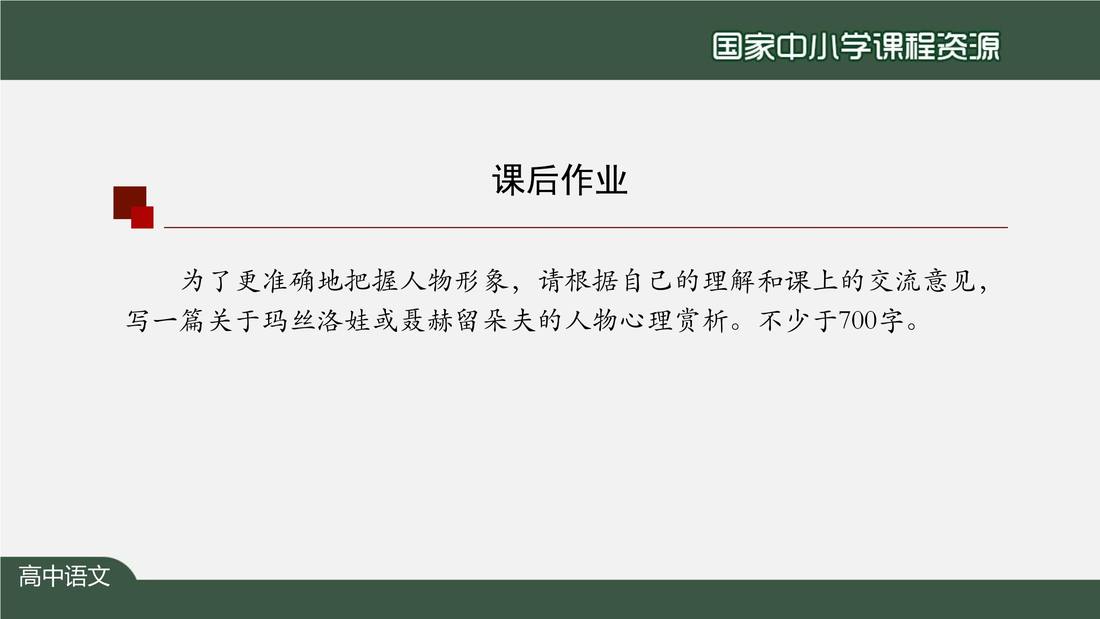 国家中小学课程资源
课后作业
为了更准确地把握人物形象，请根据自己的理解和课上的交流意见，
写一篇关于玛丝洛娃或聂赫留朵夫的人物心理赏析。不少于700字。
高中语文